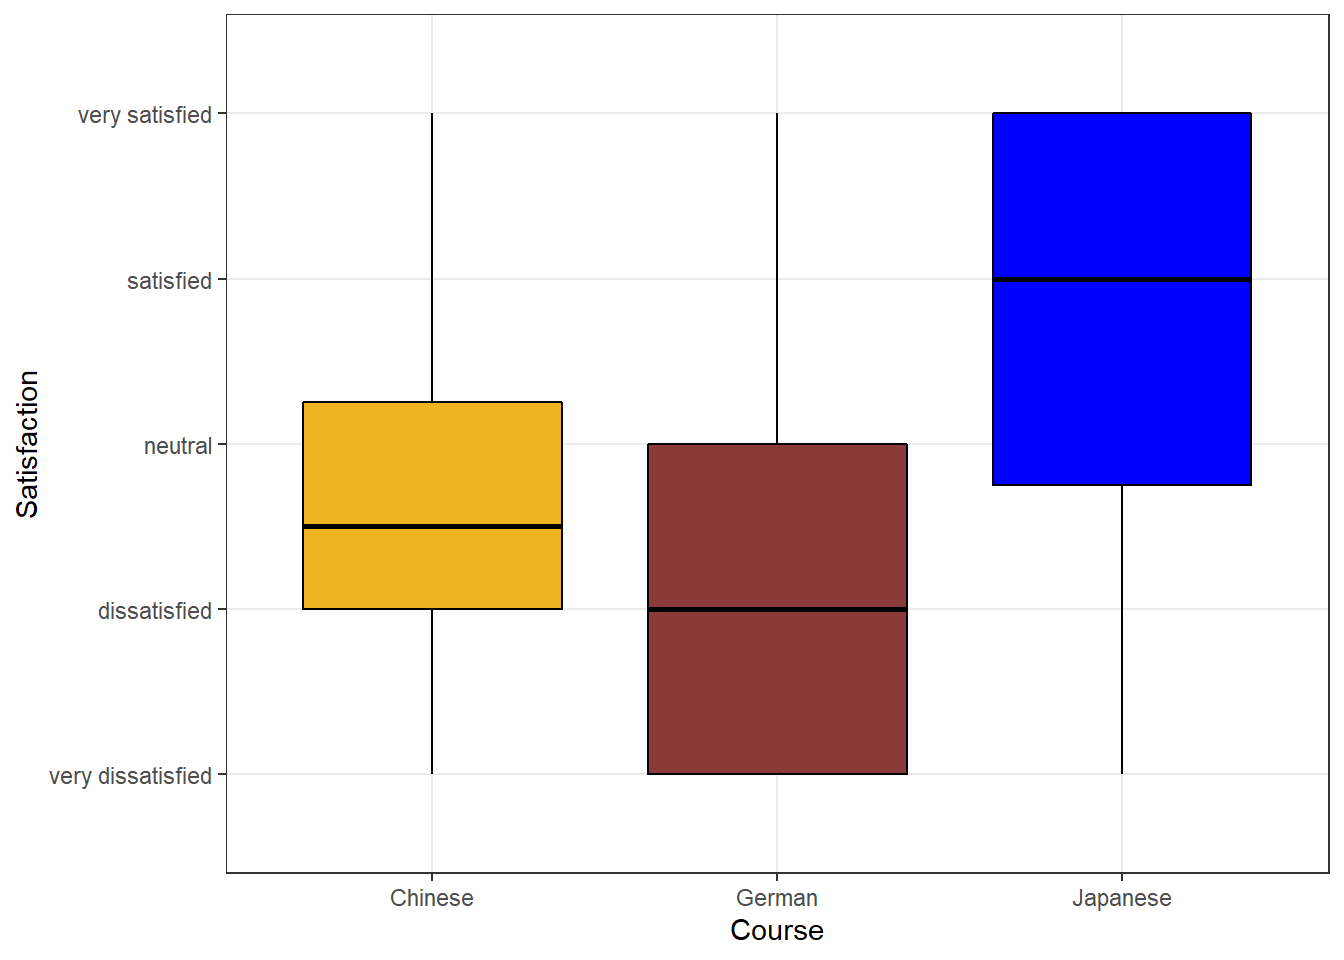 very satisfied
satisfied
neutral
dissatisfied
very dissatisfied
Satisfaction
Chinese
German
Japanese
Course